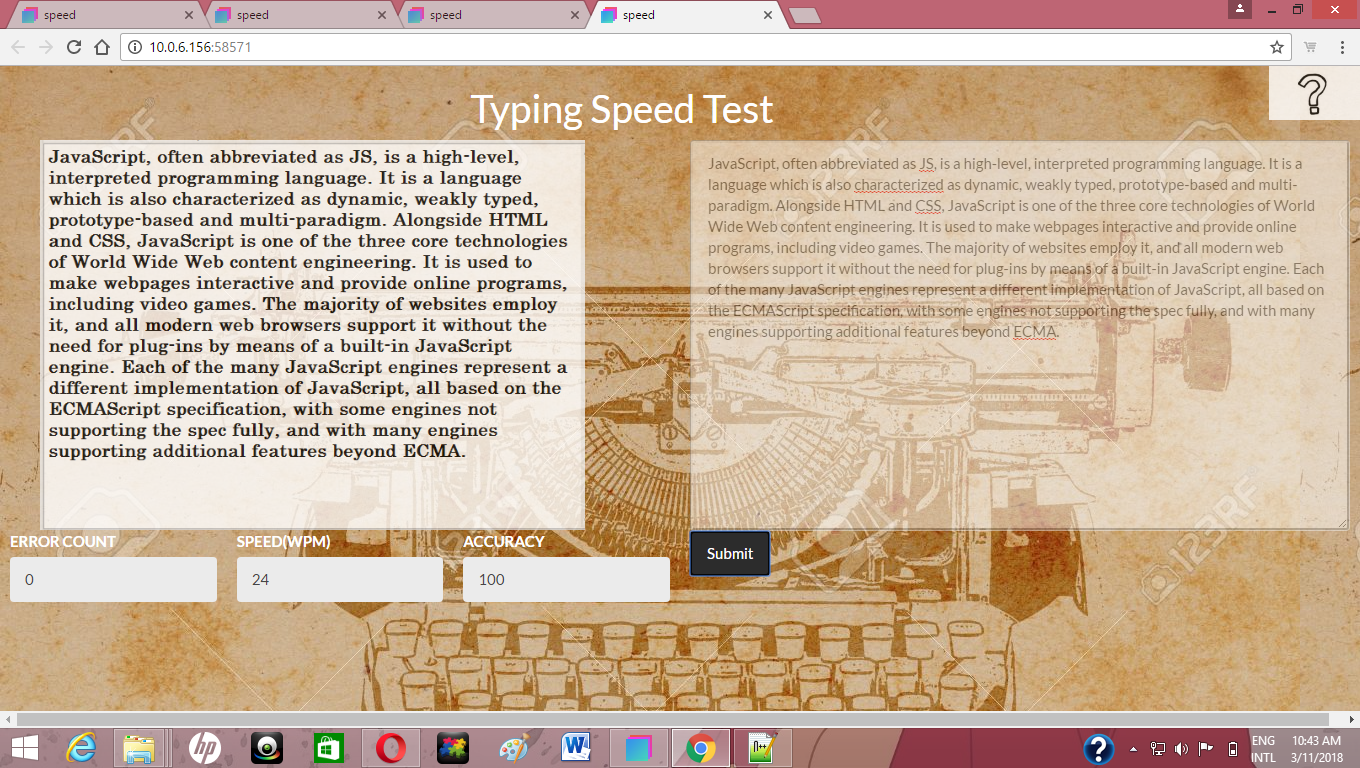 speed
speed
speed
speed
10.0.6.156:58571
Typing Speed Test
?
JavaScript, often abbreviated as JS, is a high-level,
interpreted programming language. It is a language
which is also characterized as dynamic, weakly typed,
prototype-based and multi-paradigm. Alongside HTML
and CSS, JavaScript is one of the three core technologies
of World Wide Web content engineering. It is used to
make webpages interactive and provide online programs,
including video games. The majority of websites employ
it, and all modern web browsers support it without the
need for plug-ins by means of a built-in JavaScript
engine. Each of the many JavaScript engines represent a
different implementation of JavaScript, all based on the
ECMAScript specification, with some engines not
supporting the spec fully, and with many engines
supporting additional features beyond ECMA.
JavaScript, often abbreviated as JS, is a high-level, interpreted programming language. It is a
language which is also characterized as dynamic, weakly typed, prototype-based and multi-
paradigm. Alongside HTML and CSS, JavaScript is one of the three core technologies of World
Wide Web content engineering. It is used to make webpages interactive and provide online
programs, including video games. The majority of websites employ it, and all modern web
browsers support it without the need for plug-ins by means of a built-in JavaScript engine. Each
of the many JavaScript engines represent a different implementation of JavaScript, all based on
the ECMAScript specification, with some engines not supporting the spec fully, and with many
engines supporting additional features beyond ECMA.
ERROR COUNT
SPEED(WPM)
ACCURACY
0
24
100
Submit
123RF
123RF
123RF
123RF
hp
ENG
INTL
10:43 AM
3/11/2018